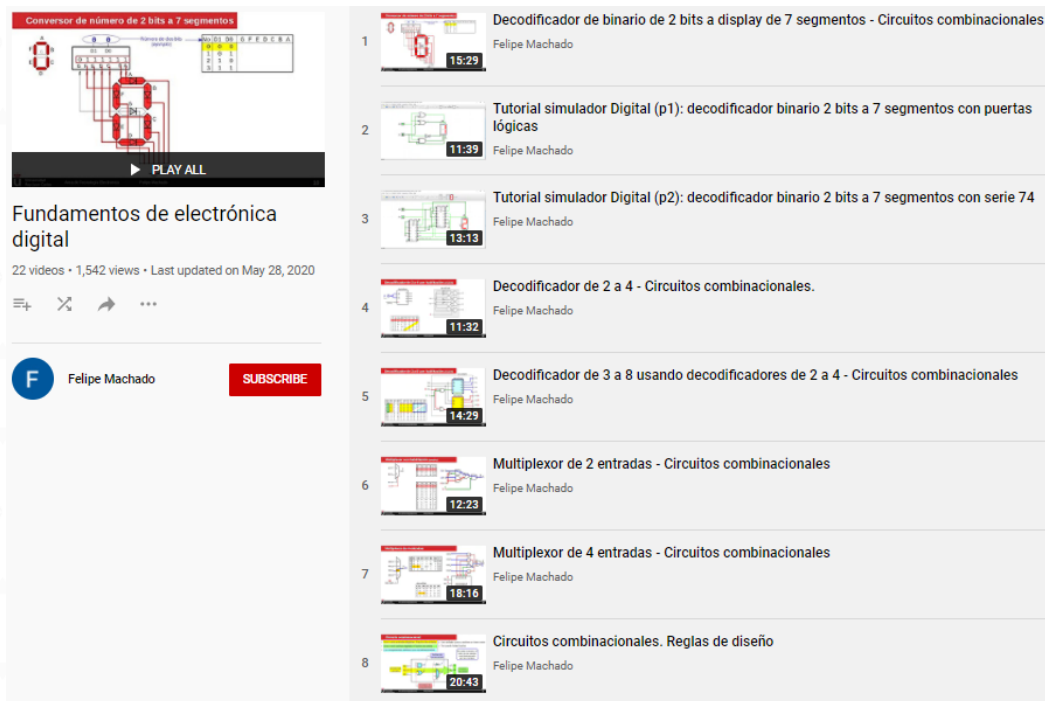 Conversor de número de 2 bits a 7 segmentos
PLAY ALL
Fundamentos de electrónica
digital
22 videos • 1,542 views • Last updated on May 28, 2020
F
Felipe Machado
SUBSCRIBE
1
15:29
Decodificador de binario de 2 bits a display de 7 segmentos - Circuitos combinacionales
Felipe Machado
2
11:39
Tutorial simulador Digital (p1): decodificador binario 2 bits a 7 segmentos con puertas
lógicas
Felipe Machado
3
13:13
Tutorial simulador Digital (p2): decodificador binario 2 bits a 7 segmentos con serie 74
Felipe Machado
4
11:32
Decodificador de 2 a 4 - Circuitos combinacionales.
Felipe Machado
5
14:29
Decodificador de 3 a 8 usando decodificadores de 2 a 4 - Circuitos combinacionales
Felipe Machado
6
12:23
Multiplexor de 2 entradas - Circuitos combinacionales
Felipe Machado
7
18:16
Multiplexor de 4 entradas - Circuitos combinacionales
Felipe Machado
8
20:43
Circuitos combinacionales. Reglas de diseño
Felipe Machado